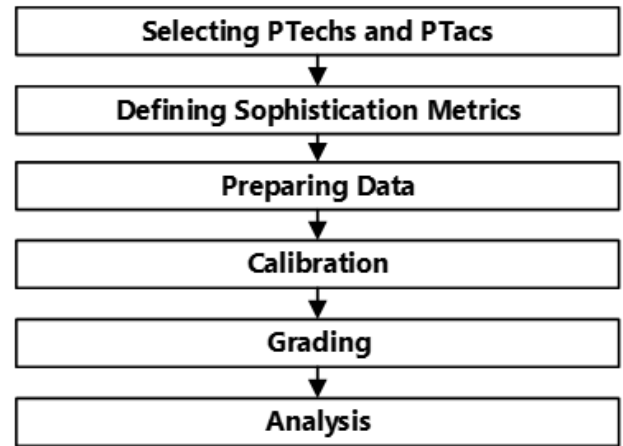 Selecting PTechs and PTacs
Defining Sophistication Metrics
Preparing Data
Calibration
Grading
Analysis